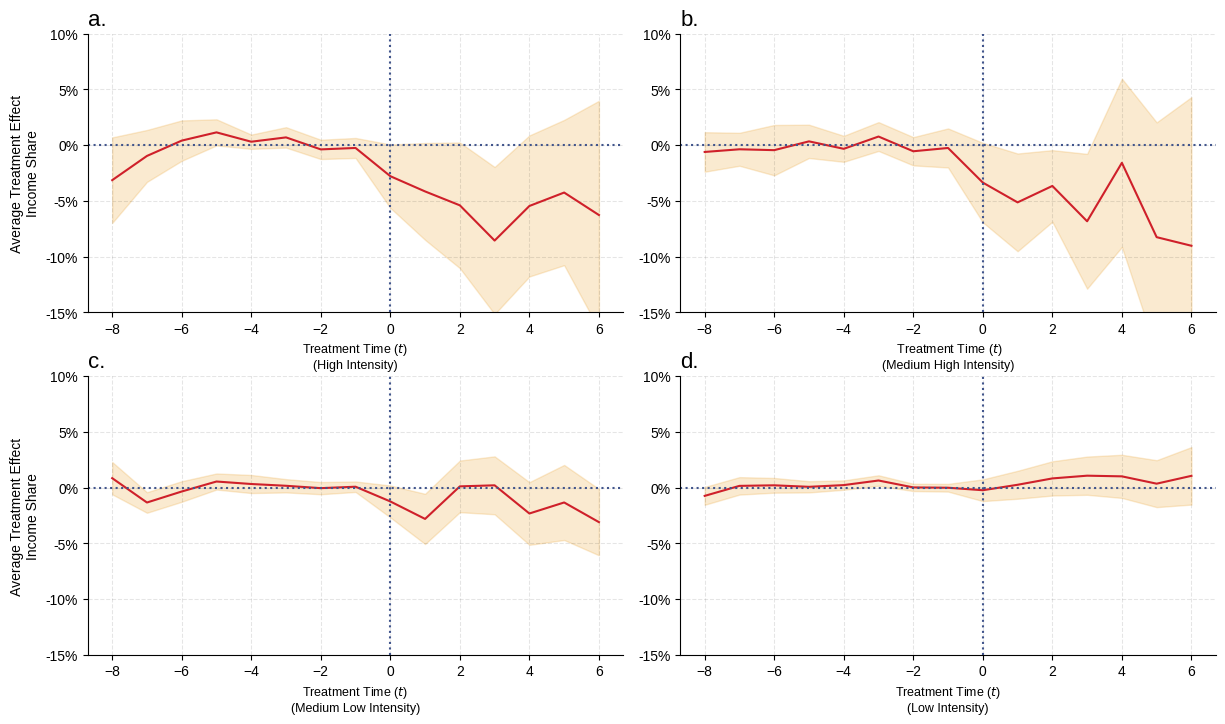 a.
10%
5%
0%
-5%
-10%
-15%
Average Treatment Effect
Income Share
−8 −6 −4 −2 0 2 4 6
Treatment Time (t)
(High Intensity)
b.
10%
5%
0%
-5%
-10%
-15%
−8 −6 −4 −2 0 2 4 6
Treatment Time (t)
(Medium High Intensity)
c.
10%
5%
0%
-5%
-10%
-15%
Average Treatment Effect
Income Share
−8 −6 −4 −2 0 2 4 6
Treatment Time (t)
(Medium Low Intensity)
d.
10%
5%
0%
-5%
-10%
-15%
−8 −6 −4 −2 0 2 4 6
Treatment Time (t)
(Low Intensity)